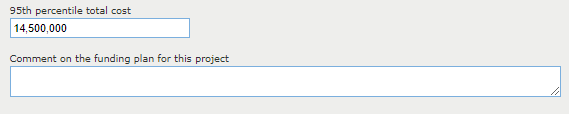 95th percentile total cost
14,500,000
Comment on the funding plan for this project